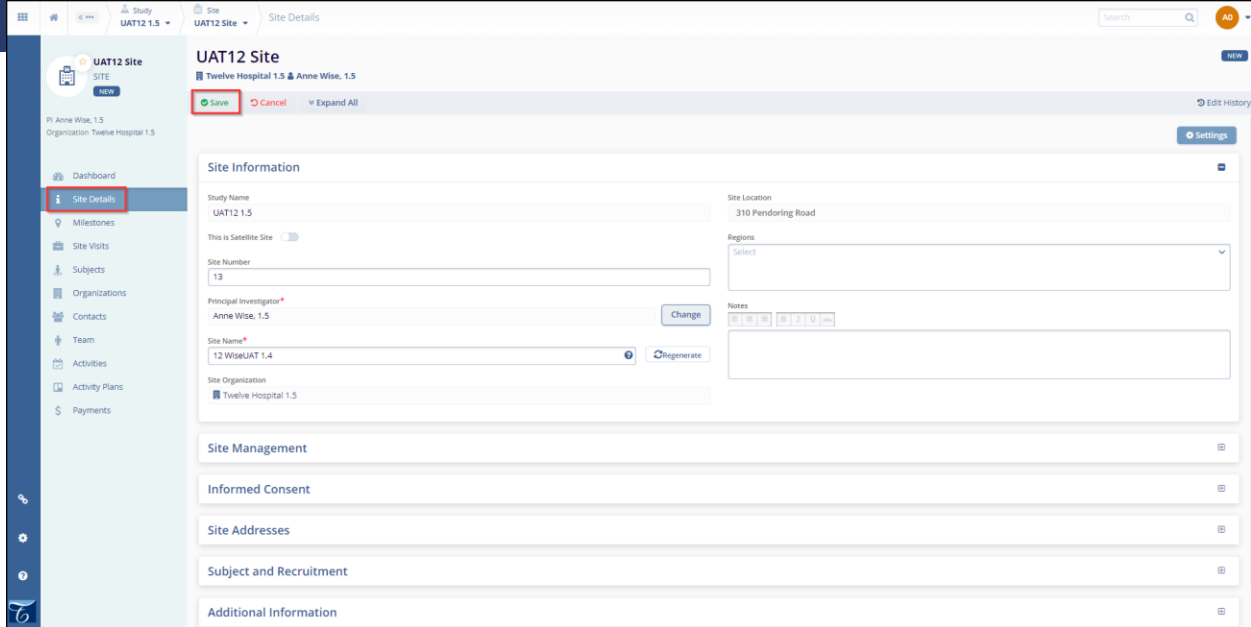 Study
UAT12 1.5
Site
UAT12 Site
Site Details
Search
AO
UAT12 Site
SITE
NEW
PI Anne Wise, 1.5
Organization Twelve Hospital 1.5
Dashboard
Site Details
Milestones
Site Visits
Subjects
Organizations
Contacts
Team
Activities
Activity Plans
Payments
UAT12 Site
NEW
Twelve Hospital 1.5 Anne Wise, 1.5
Save Cancel Expand All
Edit History
Settings
Site Information
Study Name
UAT12 1.5
This is Satellite Site
Site Number
13
Principal Investigator*
Anne Wise, 1.5
Change
Site Name*
12 WiseUAT 1.4
Regenerate
Site Organization
Twelve Hospital 1.5
Site Location
310 Pendoring Road
Regions
Select
Notes
B I U abc
Site Management
Informed Consent
Site Addresses
Subject and Recruitment
Additional Information